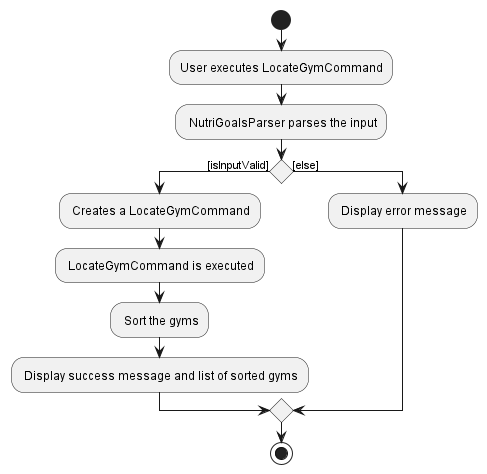 User executes LocateGymCommand
NutriGoalsParser parses the input
[isInputValid] [else]
Creates a LocateGymCommand
Display error message
LocateGymCommand is executed
Sort the gyms
Display success message and list of sorted gyms